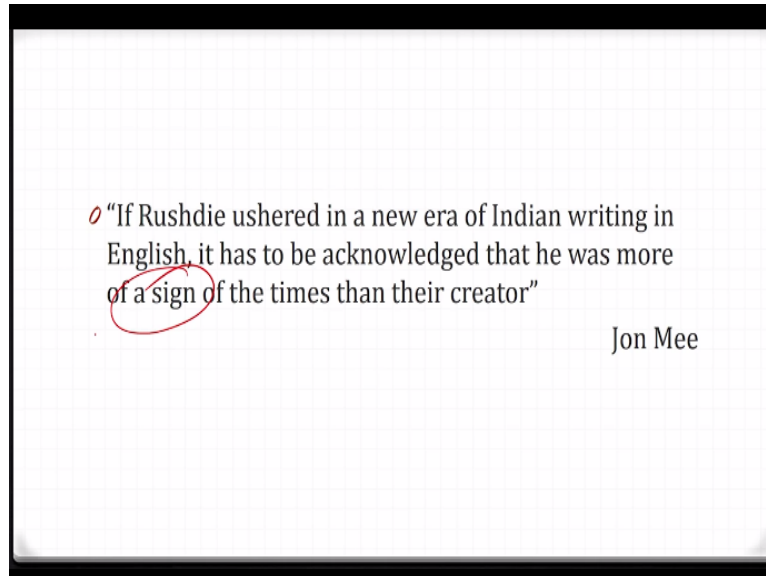 “If Rushdie ushered in a new era of Indian writing in
English, it has to be acknowledged that he was more
of a sign of the times than their creator”
Jon Mee